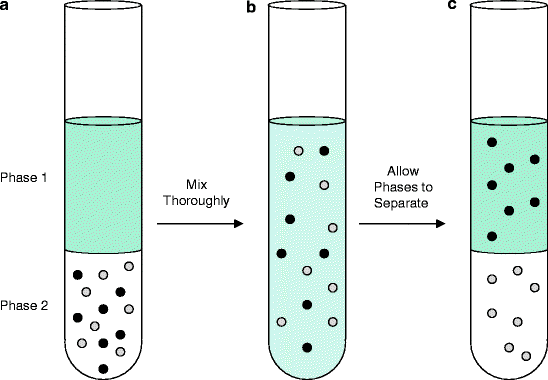 a
b
c
Phase 1
Mix
Thoroughly
Allow
Phases to
Separate
Phase 2